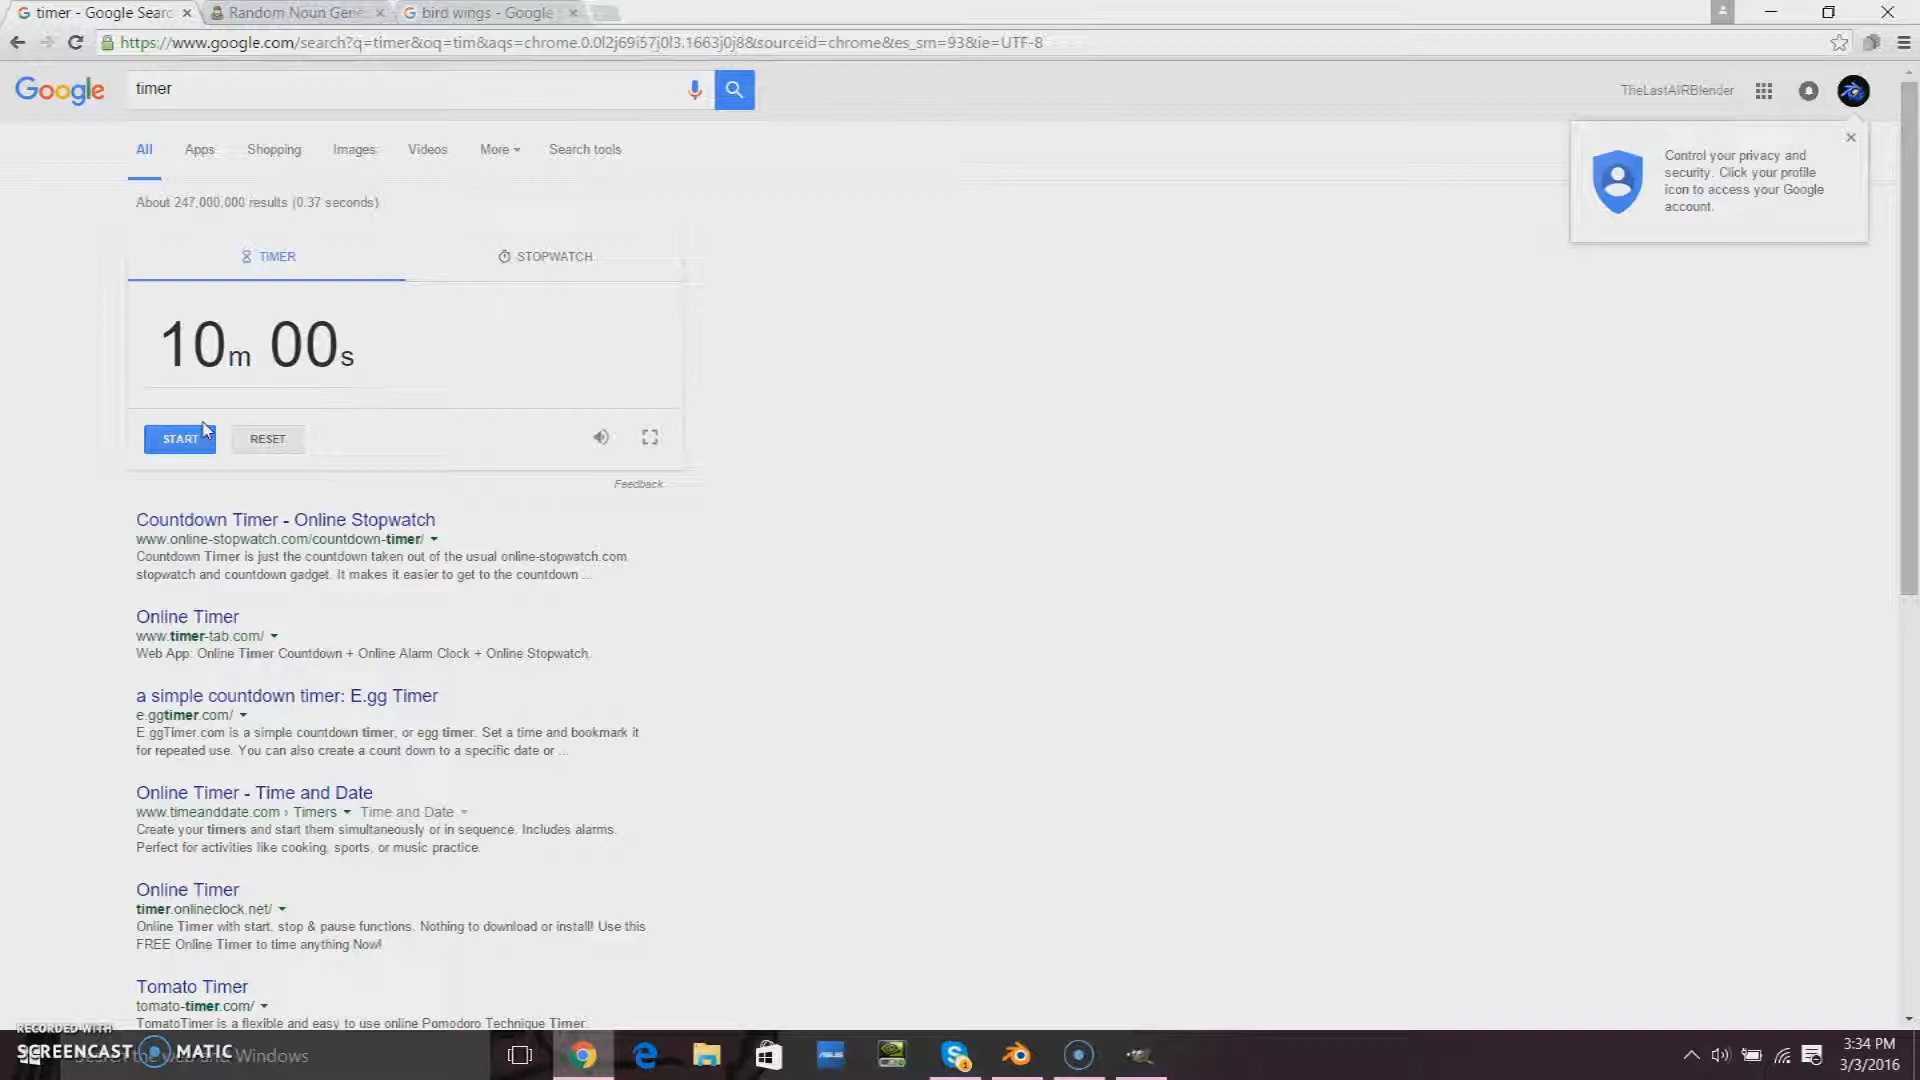 timer - Google Searc
Random Noun Gene
bird wings - Google
https://www.google.com/search?q=timer&oq=tim&aqs=chrome.0.0l2j69i57j0l3.1663j0j8&sourceid=chrome&es_sm=93&ie=UTF-8
Google
timer
TheLastAIRBlender
All Apps Shopping Images Videos More Search tools
Control your privacy and
security. Click your profile
icon to access your Google
account.
About 247,000,000 results (0.37 seconds)
TIMER STOPWATCH
10m 00s
START RESET
Feedback
Countdown Timer - Online Stopwatch
www.online-stopwatch.com/countdown-timer/
Countdown Timer is just the countdown taken out of the usual online-stopwatch.com
stopwatch and countdown gadget. It makes it easier to get to the countdown ...
Online Timer
www.timer-tab.com/
Web App: Online Timer Countdown + Online Alarm Clock + Online Stopwatch.
a simple countdown timer: E.gg Timer
e.ggtimer.com/
E.ggTimer.com is a simple countdown timer, or egg timer. Set a time and bookmark it
for repeated use. You can also create a count down to a specific date or ...
Online Timer - Time and Date
www.timeanddate.com › Timers Time and Date
Create your timers and start them simultaneously or in sequence. Includes alarms.
Perfect for activities like cooking, sports, or music practice.
Online Timer
timer.onlineclock.net/
Online Timer with start, stop & pause functions. Nothing to download or install! Use this
FREE Online Timer to time anything Now!
Tomato Timer
tomato-timer.com/
TomatoTimer is a flexible and easy to use online Pomodoro Technique Timer.
RECORDED WITH
SCREENCAST MATIC
Search the web and Windows
3:34 PM
3/3/2016